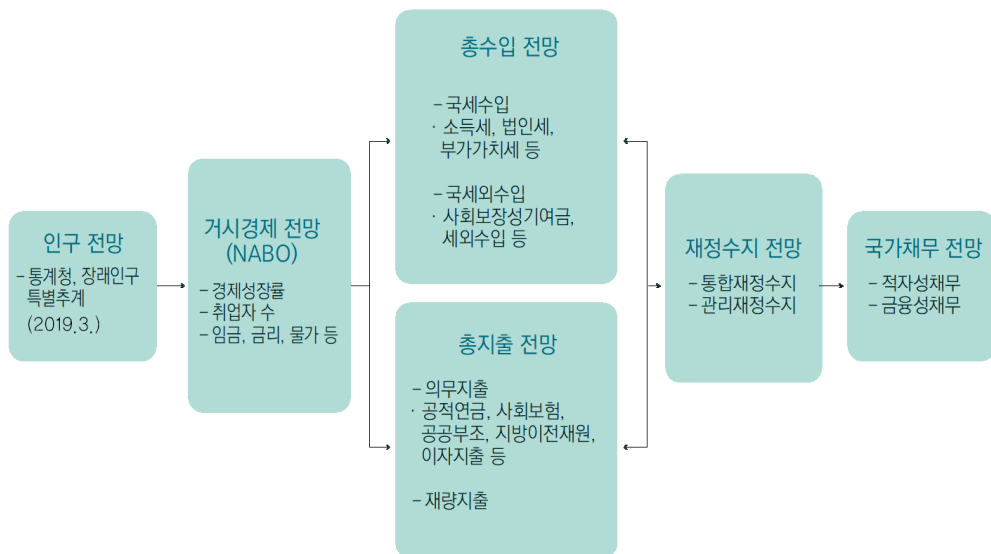 인구 전망
– 통계청, 장래인구
특별추계
(2019.3.)
거시경제 전망
(NABO)
– 경제성장률
– 취업자 수
– 임금, 금리, 물가 등
총수입 전망
– 국세수입
· 소득세, 법인세,
부가가치세 등
– 국세외수입
· 사회보장성기여금,
세외수입 등
총지출 전망
– 의무지출
· 공적연금, 사회보험,
공공부조, 지방이전재원,
이자지출 등
– 재량지출
재정수지 전망
– 통합재정수지
– 관리재정수지
국가채무 전망
– 적자성채무
– 금융성채무